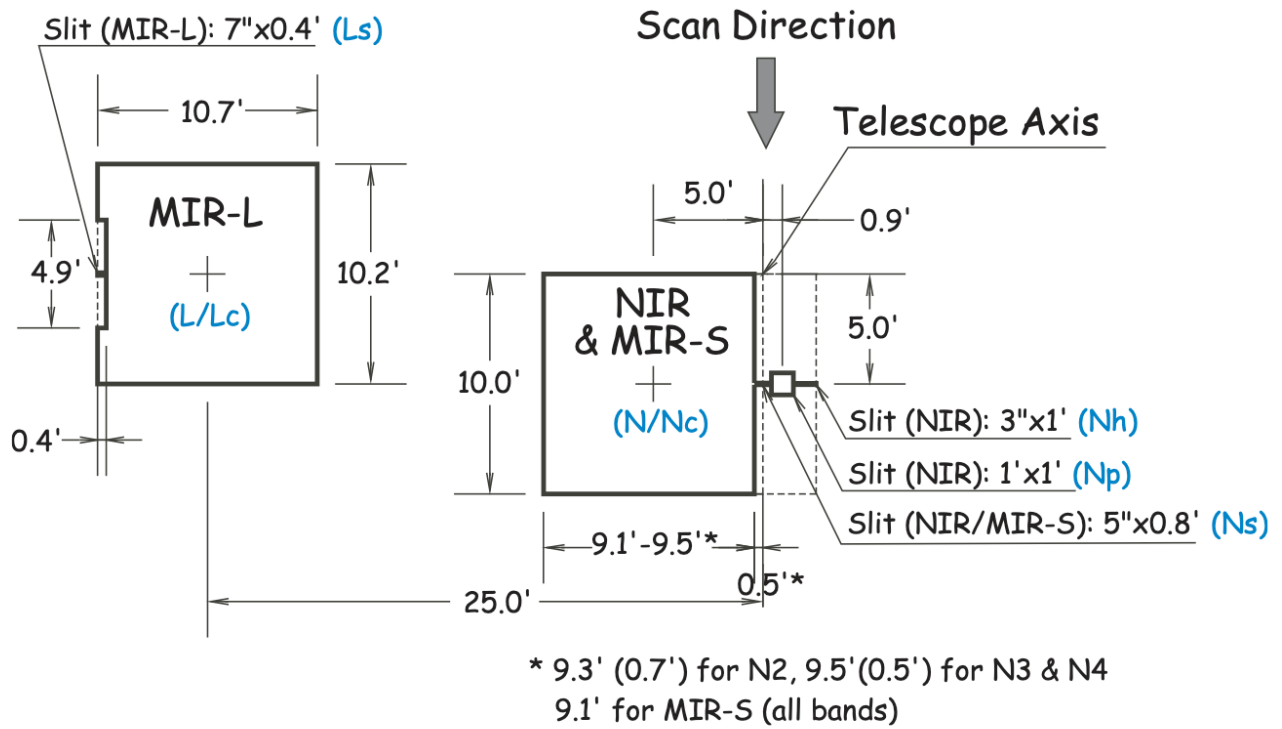 Slit (MIR-L): 7"x0.4' (Ls)
Scan Direction
10.7'
Telescope Axis
5.0'
0.9'
MIR-L
4.9'
10.2'
(L/Lc)
NIR
& MIR-S
5.0'
10.0'
(N/Nc)
0.4'
Slit (NIR): 3"x1' (Nh)
Slit (NIR): 1'x1' (Np)
Slit (NIR/MIR-S): 5"x0.8' (Ns)
9.1'-9.5'*
0.5'*
25.0'
* 9.3' (0.7') for N2, 9.5'(0.5') for N3 & N4
9.1' for MIR-S (all bands)